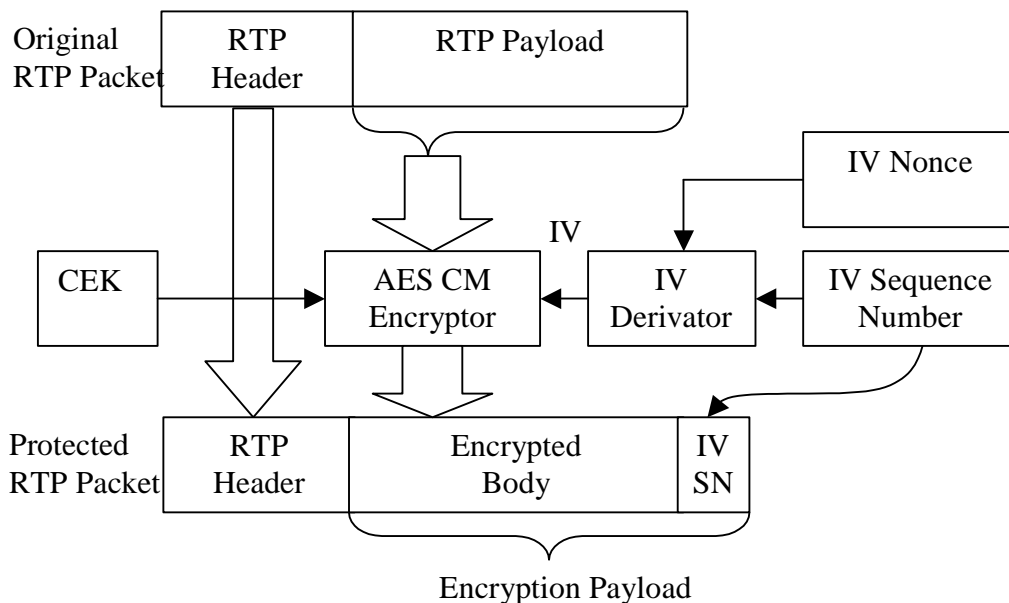 Original
RTP Packet
RTP
Header
RTP Payload
IV Nonce
IV
CEK
AES CM
Encryptor
IV
Derivator
IV Sequence
Number
Protected
RTP Packet
RTP
Header
Encrypted
Body
IV
SN
Encryption Payload